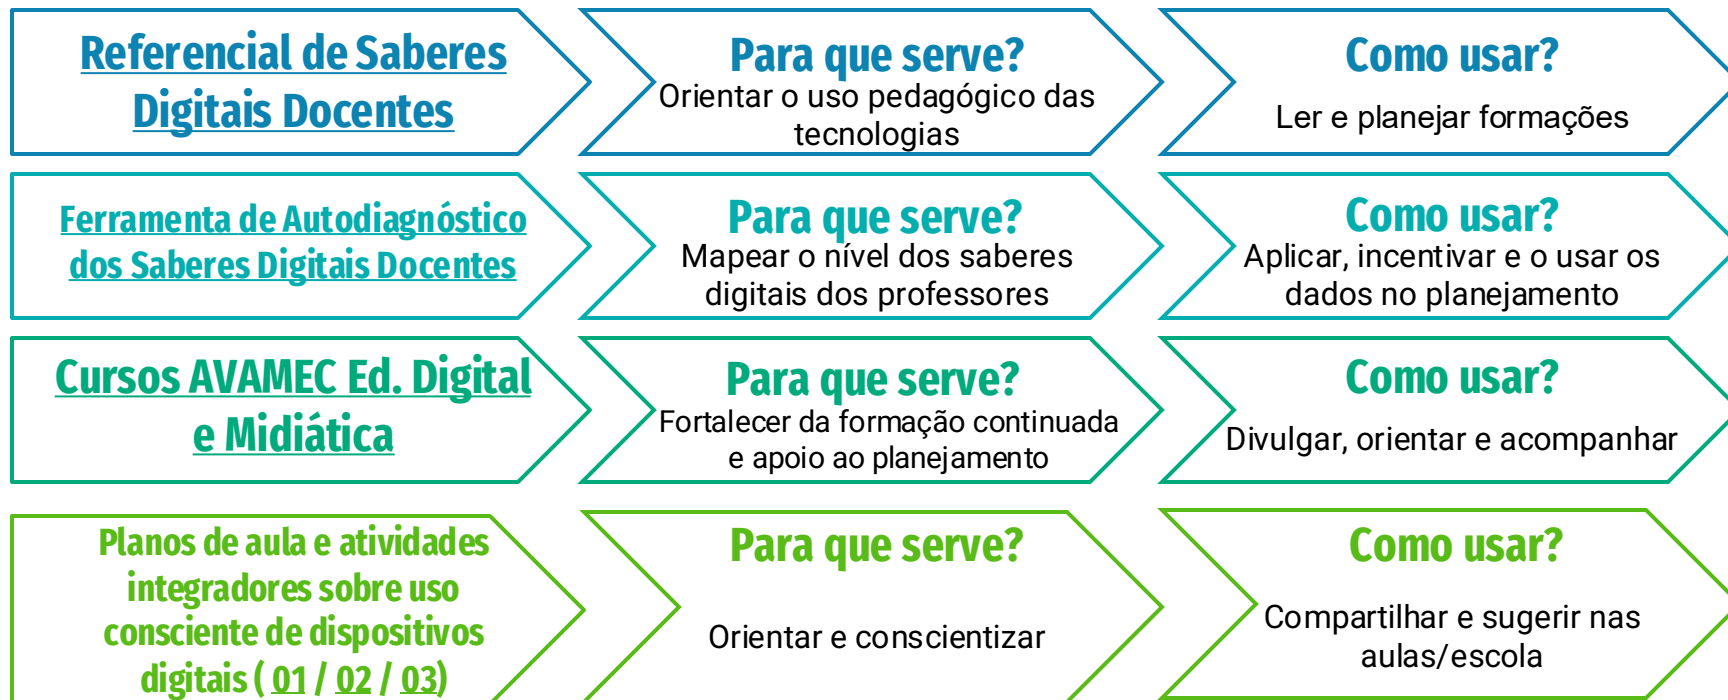 Referencial de Saberes
Digitais Docentes
Para que serve?
Orientar o uso pedagógico das
tecnologias
Como usar?
Ler e planejar formações
Ferramenta de Autodiagnóstico
dos Saberes Digitais Docentes
Para que serve?
Mapear o nível dos saberes
digitais dos professores
Como usar?
Aplicar, incentivar e o usar os
dados no planejamento
Cursos AVAMEC Ed. Digital
e Midiática
Para que serve?
Fortalecer da formação continuada
e apoio ao planejamento
Como usar?
Divulgar, orientar e acompanhar
Planos de aula e atividades
integradores sobre uso
consciente de dispositivos
digitais ( 01 / 02 / 03)
Para que serve?
Orientar e conscientizar
Como usar?
Compartilhar e sugerir nas
aulas/escola